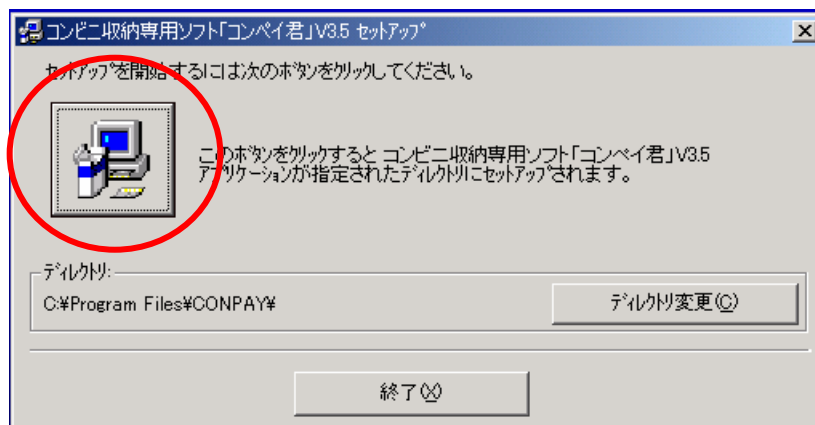 コンビニ収納専用ソフト「コンペイ君」V3.5 ｾｯﾄｱｯﾌﾟ
ｾｯﾄｱｯﾌﾟを開始するには次のﾎﾞﾀﾝをｸﾘｯｸしてください。
このﾎﾞﾀﾝをｸﾘｯｸすると コンビニ収納専用ソフト「コンペイ君」V3.5
ｱﾌﾟﾘｹｰｼｮﾝが指定されたﾃﾞｨﾚｸﾄﾘにｾｯﾄｱｯﾌﾟされます。
ﾃﾞｨﾚｸﾄﾘ:
C:¥Program Files¥CONPAY¥
ﾃﾞｨﾚｸﾄﾘ変更(C)
終了(X)